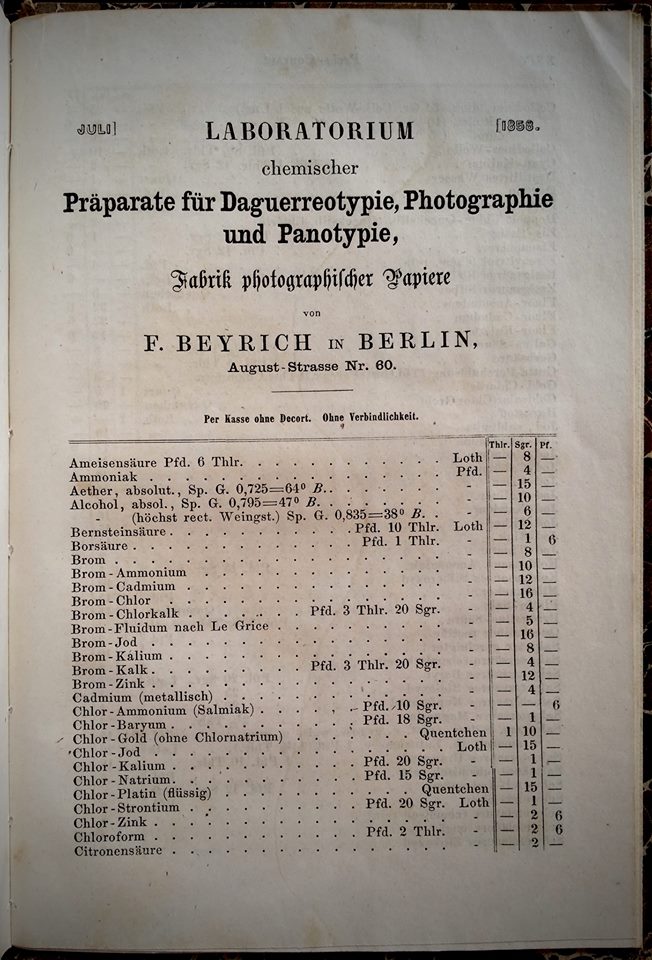 JULI] LABORATORIUM [1858.
chemischer
Präparate für Daguerreotypie, Photographie
und Panotypie,
Fabrik photographischer Papiere
von
F. BEYRICH IN BERLIN,
August-Strasse Nr. 60.
Per Kasse ohne Decort. Ohne Verbindlichkeit.
Thlr. Sgr. Pf.
Ameisensäure Pfd. 6 Thlr. . . . . . . . . . . Loth — 8 —
Ammoniak . . . . . . . . . . Pfd. — 4 —
Aether, absolut., Sp. G. 0,725=64⁰ B. . . . . . . - — 15 —
Alcohol, absol., Sp. G. 0,795=47⁰ B. . . . . . . - — 10 —
- (höchst rect. Weingst.) Sp. G. 0,835=38⁰ B. . - — 6 —
Bernsteinsäure . . . . . . . Pfd. 10 Thlr. Loth — 12 —
Borsäure . . . . . . . . Pfd. 1 Thlr. - — 1 6
Brom . . . . . . . . . . - — 8 —
Brom-Ammonium . . . . . . . . . . - — 10 —
Brom-Cadmium . . . . . . . . . . - — 12 —
Brom-Chlor . . . . . . . . . . - — 16 —
Brom-Chlorkalk . . . . . . Pfd. 3 Thlr. 20 Sgr. - — 4 —
Brom-Fluidum nach Le Grice . . . . . . . . - — 5 —
Brom-Jod . . . . . . . . . . - — 16 —
Brom-Kalium . . . . . . . . . . - — 8 —
Brom-Kalk . . . . . . . Pfd. 3 Thlr. 20 Sgr. - — 4 —
Brom-Zink . . . . . . . . . . - — 12 —
Cadmium (metallisch) . . . . . . . . . . - — 4 —
Chlor-Ammonium (Salmiak) . . . . Pfd. 10 Sgr. - — — 6
Chlor-Baryum . . . . . . . Pfd. 18 Sgr. - — 1 —
Chlor-Gold (ohne Chlornatrium) . . . . . Quentchen 1 10 —
Chlor-Jod . . . . . . . . . . Loth — 15 —
Chlor-Kalium . . . . . . . Pfd. 20 Sgr. - — 1 —
Chlor-Natrium . . . . . . . Pfd. 15 Sgr. - — 1 —
Chlor-Platin (flüssig) . . . . . . . Quentchen — 15 —
Chlor-Strontium . . . . . . Pfd. 20 Sgr. Loth — 1 —
Chlor-Zink . . . . . . . . . . - — 2 6
Chloroform . . . . . . . Pfd. 2 Thlr. - — 2 6
Citronensäure . . . . . . . . . . - — 2 —